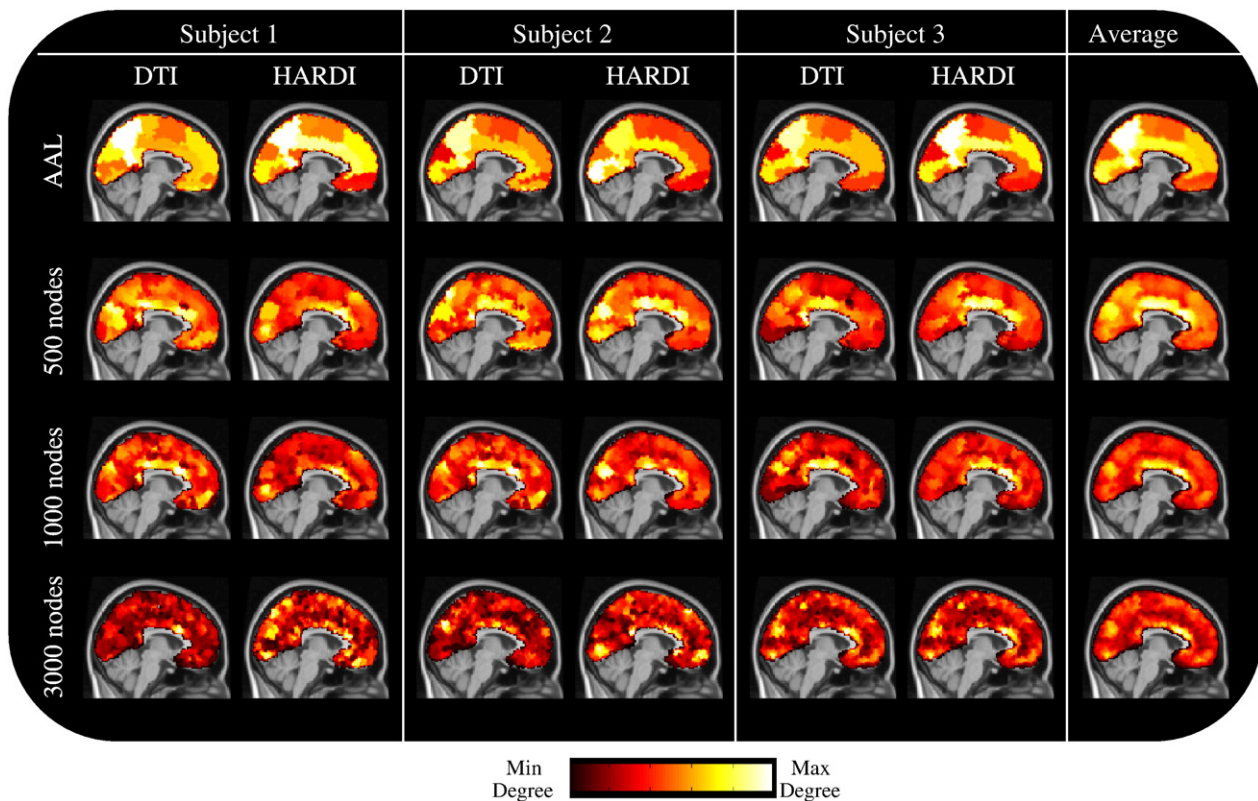 Subject 1 Subject 2 Subject 3 Average
DTI HARDI DTI HARDI DTI HARDI
AAL
500 nodes
1000 nodes
3000 nodes
Min Degree
Max Degree